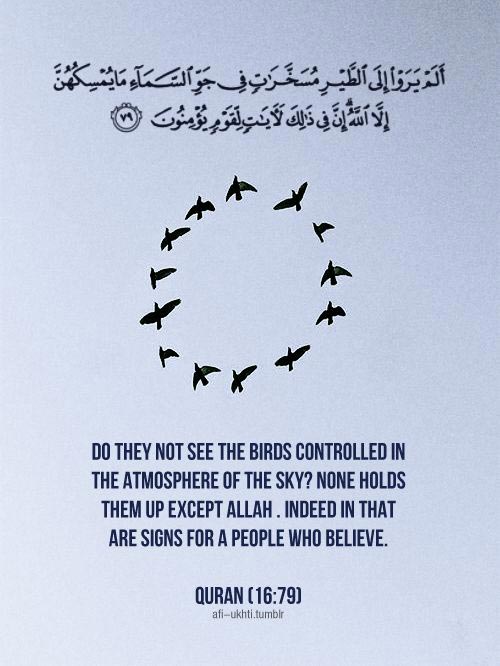 أَلَمْ يَرَوْا۟ إِلَى ٱلطَّيْرِ مُسَخَّرَٰتٍ فِى جَوِّ ٱلسَّمَآءِ مَا يُمْسِكُهُنَّ
إِلَّا ٱللَّهُ ۗ إِنَّ فِى ذَٰلِكَ لَءَايَٰتٍ لِّقَوْمٍ يُؤْمِنُونَ ٧٩
DO THEY NOT SEE THE BIRDS CONTROLLED IN
THE ATMOSPHERE OF THE SKY? NONE HOLDS
THEM UP EXCEPT ALLAH . INDEED IN THAT
ARE SIGNS FOR A PEOPLE WHO BELIEVE.
QURAN (16:79)
afi-ukhti.tumblr